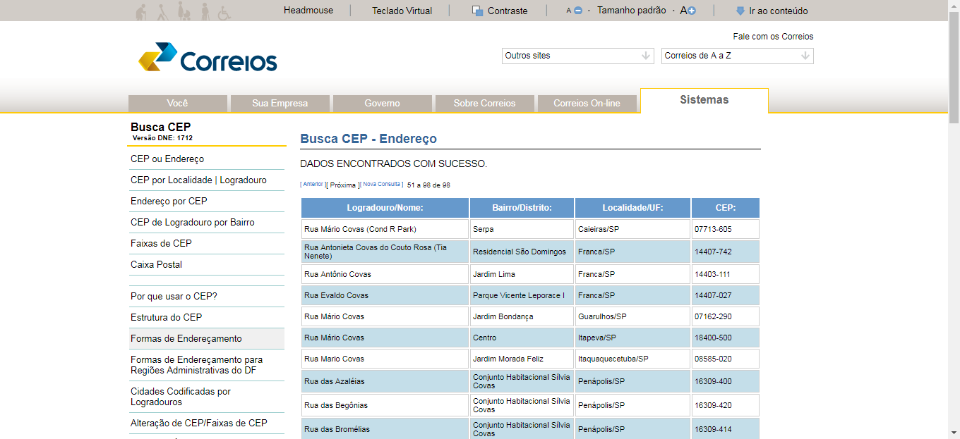 Headmouse | Teclado Virtual | Contraste | A - Tamanho padrão - A | Ir ao conteúdo
Fale com os Correios
Correios
Outros sites
Correios de A a Z
Você
Sua Empresa
Governo
Sobre Correios
Correios On-line
Sistemas
Busca CEP
Versão DNE: 1712
CEP ou Endereço
CEP por Localidade | Logradouro
Endereço por CEP
CEP de Logradouro por Bairro
Faixas de CEP
Caixa Postal
Por que usar o CEP?
Estrutura do CEP
Formas de Endereçamento
Formas de Endereçamento para
Regiões Administrativas do DF
Cidades Codificadas por
Logradouros
Alteração de CEP/Faixas de CEP
Busca CEP - Endereço
DADOS ENCONTRADOS COM SUCESSO.
[ Anterior ][ Próxima ][ Nova Consulta ] 51 a 98 de 98
Logradouro/Nome: Bairro/Distrito: Localidade/UF: CEP:
Rua Mário Covas (Cond R Park) Serpa Caieiras/SP 07713-605
Rua Antonieta Covas do Couto Rosa (Tia
Nenete) Residencial São Domingos Franca/SP 14407-742
Rua Antônio Covas Jardim Lima Franca/SP 14403-111
Rua Evaldo Covas Parque Vicente Leporace I Franca/SP 14407-027
Rua Mário Covas Jardim Bondança Guarulhos/SP 07162-290
Rua Mário Covas Centro Itapeva/SP 18400-500
Rua Mário Covas Jardim Morada Feliz Itaquaquecetuba/SP 08585-020
Rua das Azaléias Conjunto Habitacional Sílvia
Covas Penápolis/SP 16309-400
Rua das Begônias Conjunto Habitacional Sílvia
Covas Penápolis/SP 16309-420
Rua das Bromélias Conjunto Habitacional Sílvia
Covas Penápolis/SP 16309-414